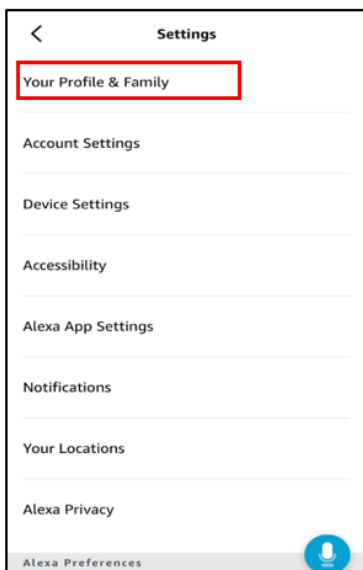 Settings
Your Profile & Family
Account Settings
Device Settings
Accessibility
Alexa App Settings
Notifications
Your Locations
Alexa Privacy
Alexa Preferences